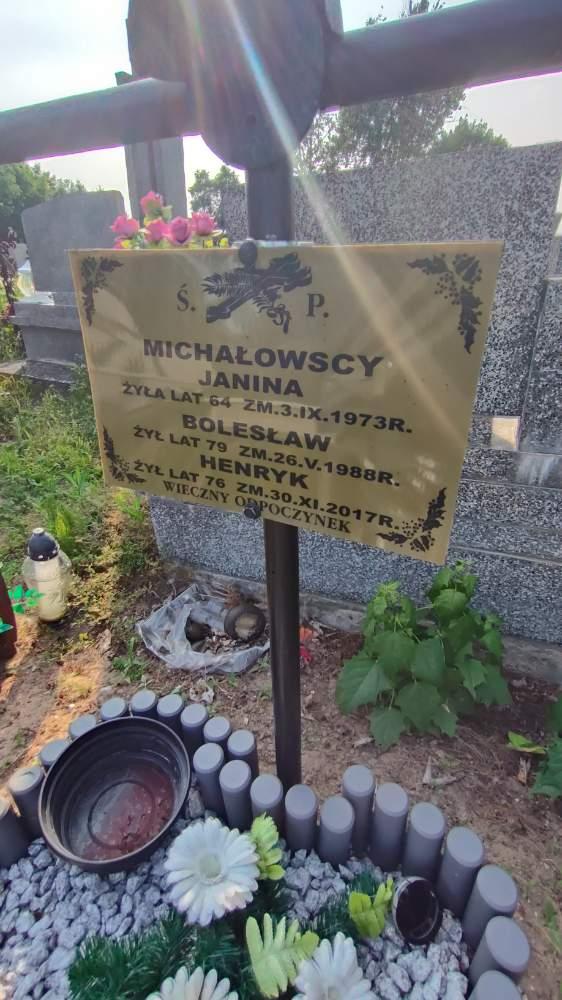 Ś. P.
MICHAŁOWSCY
JANINA
ŻYŁA LAT 64 ZM.3.IX.1973R.
BOLESŁAW
ŻYŁ LAT 79 ZM.26.V.1988R.
HENRYK
ŻYŁ LAT 76 ZM.30.XI.2017R.
WIECZNY ODPOCZYNEK